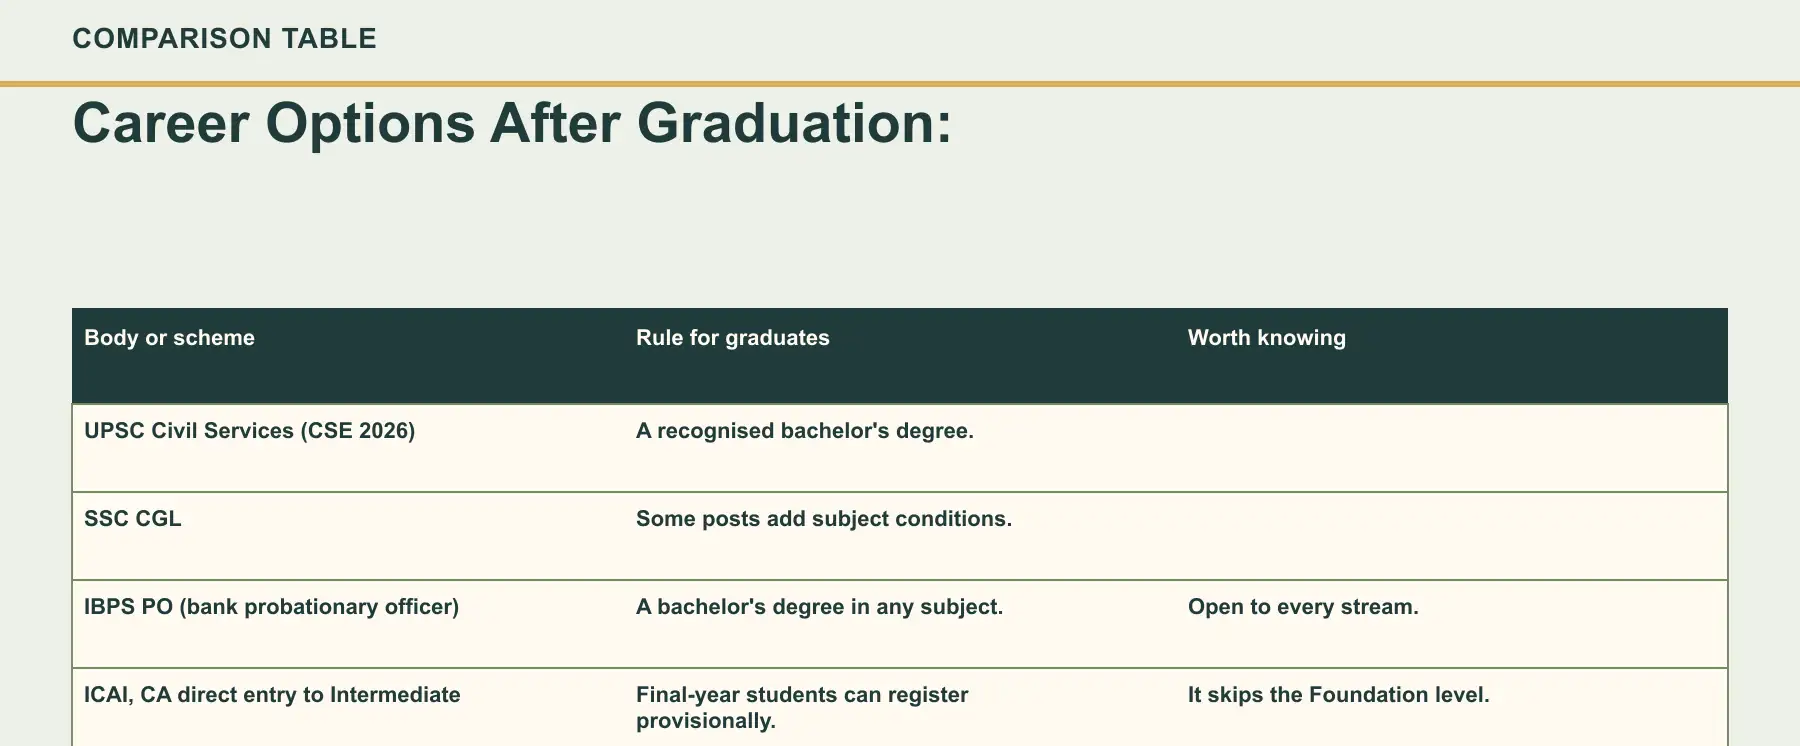 COMPARISON TABLE
Career Options After Graduation:
Body or scheme Rule for graduates Worth knowing
UPSC Civil Services (CSE 2026) A recognised bachelor's degree.
SSC CGL Some posts add subject conditions.
IBPS PO (bank probationary officer) A bachelor's degree in any subject. Open to every stream.
ICAI, CA direct entry to Intermediate Final-year students can register It skips the Foundation level.
provisionally.